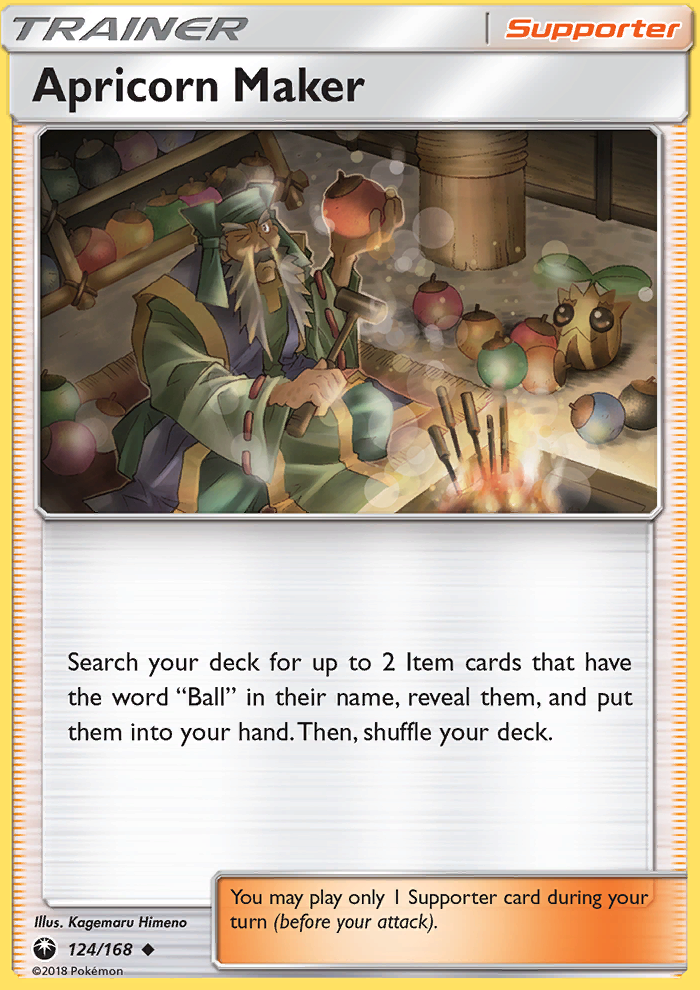 TRAINER
Supporter
Apricorn Maker
Search your deck for up to 2 Item cards that have
the word “Ball” in their name, reveal them, and put
them into your hand. Then, shuffle your deck.
You may play only 1 Supporter card during your
turn (before your attack).
Illus. Kagemaru Himeno
124/168
©2018 Pokémon